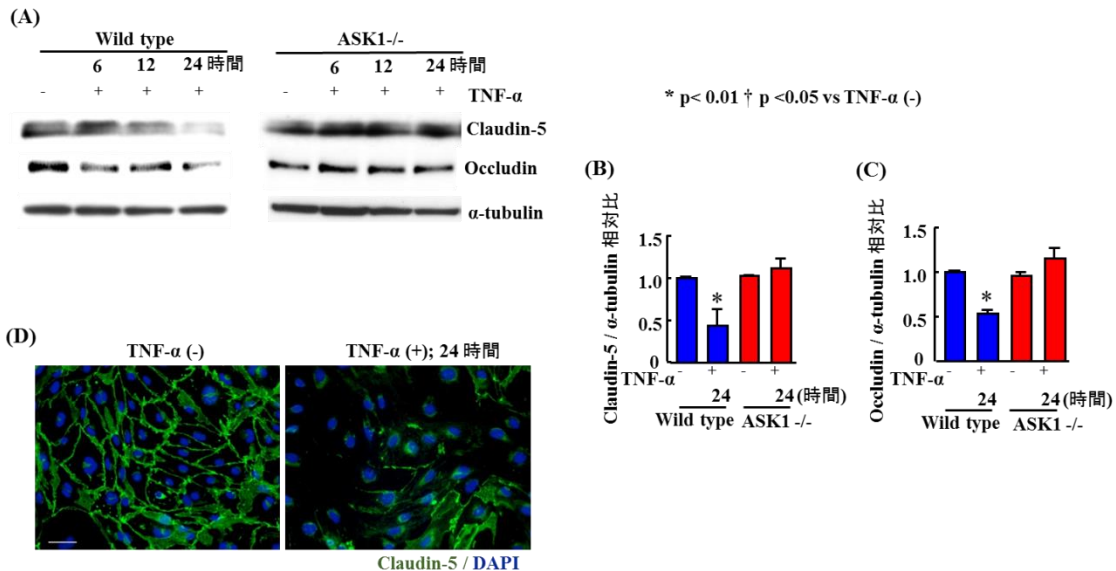 (A)
Wild type
ASK1-/-
6 12 24 時間
6 12 24 時間
- + + +
- + + + TNF-α
Claudin-5
Occludin
α-tubulin
* p< 0.01 † p <0.05 vs TNF-α (-)
(B)
Claudin-5 / α-tubulin 相対比
1.5
1.0
0.5
0
*
TNF-α - + - +
24 24 (時間)
Wild type ASK1 -/-
(C)
Occludin / α-tubulin 相対比
1.5
1.0
0.5
0
*
TNF-α - + - +
24 24 (時間)
Wild type ASK1 -/-
(D)
TNF-α (-)
TNF-α (+); 24 時間
Claudin-5 / DAPI